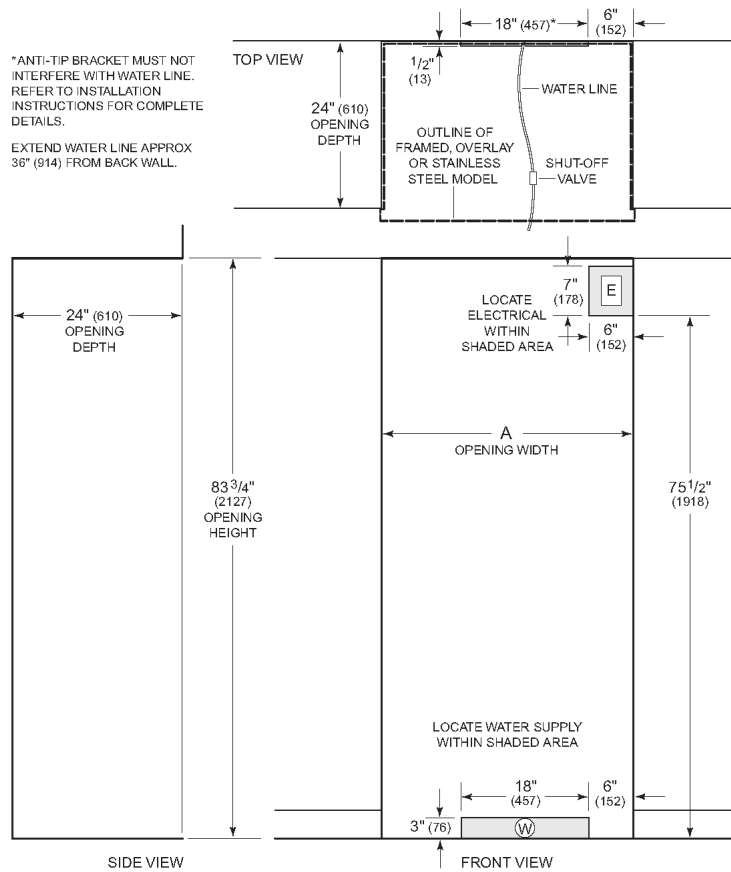 18" (457)*
6"
(152)
*ANTI-TIP BRACKET MUST NOT
INTERFERE WITH WATER LINE.
REFER TO INSTALLATION
INSTRUCTIONS FOR COMPLETE
DETAILS.
EXTEND WATER LINE APPROX
36" (914) FROM BACK WALL.
TOP VIEW
1/2"
(13)
24" (610)
OPENING
DEPTH
WATER LINE
OUTLINE OF
FRAMED, OVERLAY
OR STAINLESS
STEEL MODEL
SHUT-OFF
VALVE
24" (610)
OPENING
DEPTH
7"
(178)
E
LOCATE
ELECTRICAL
WITHIN
SHADED AREA
6"
(152)
A
OPENING WIDTH
83 3/4"
(2127)
OPENING
HEIGHT
75 1/2"
(1918)
LOCATE WATER SUPPLY
WITHIN SHADED AREA
18"
(457)
6"
(152)
3" (76)
W
SIDE VIEW
FRONT VIEW